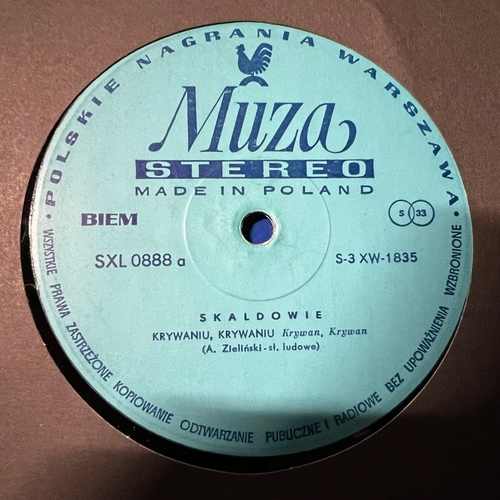 • POLSKIE NAGRANIA WARSZAWA •
Muza
STEREO
MADE IN POLAND
BIEM
S 33
SXL 0888 a
S-3 XW-1835
SKALDOWIE
KRYWANIU, KRYWANIU Krywan, Krywan
(A. Zieliński - sł. ludowe)
WSZYSTKIE PRAWA ZASTRZEŻONE KOPIOWANIE ODTWARZANIE PUBLICZNE I RADIOWE BEZ UPOWAŻNIENIA WZBRONIONE